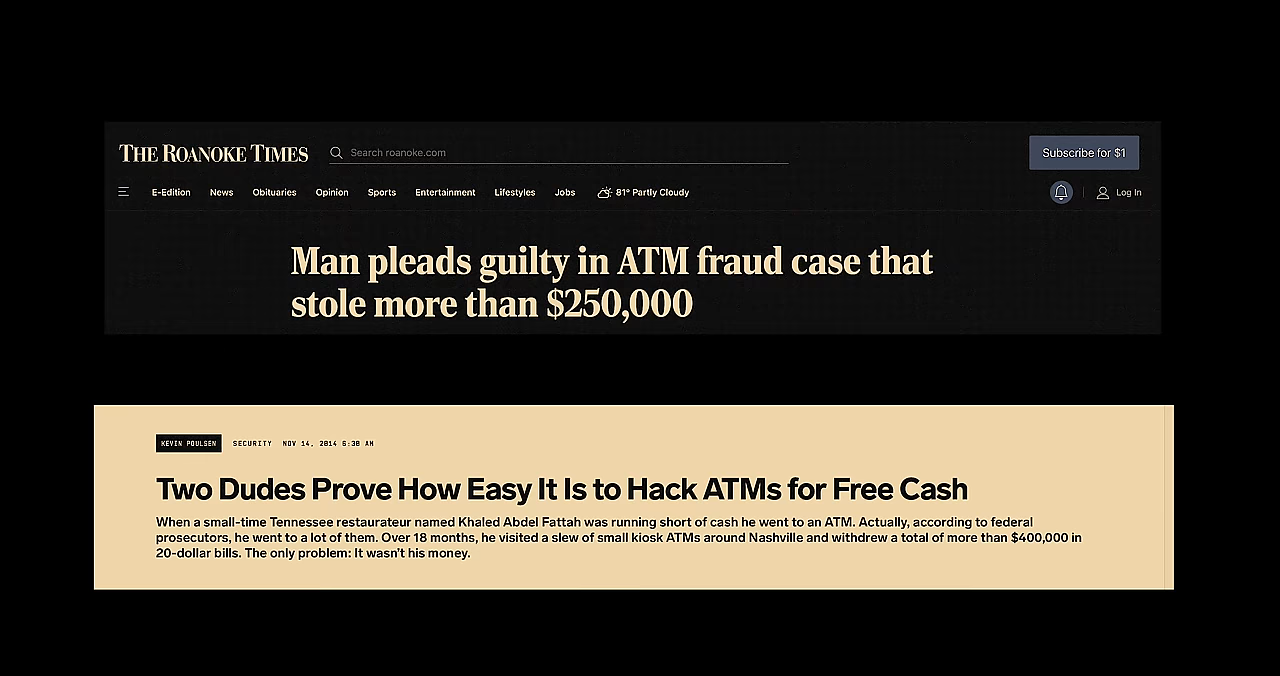 THE ROANOKE TIMES
Search roanoke.com
Subscribe for $1
E-Edition News Obituaries Opinion Sports Entertainment Lifestyles Jobs 81° Partly Cloudy Log In
Man pleads guilty in ATM fraud case that
stole more than $250,000
KEVIN POULSEN SECURITY NOV 14, 2014 6:30 AM
Two Dudes Prove How Easy It Is to Hack ATMs for Free Cash
When a small-time Tennessee restaurateur named Khaled Abdel Fattah was running short of cash he went to an ATM. Actually, according to federal
prosecutors, he went to a lot of them. Over 18 months, he visited a slew of small kiosk ATMs around Nashville and withdrew a total of more than $400,000 in
20-dollar bills. The only problem: It wasn't his money.